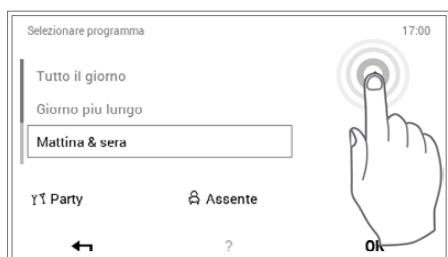 Selezionare programma 17:00
Tutto il giorno
Giorno piu lungo
Mattina & sera
Party Assente
? OK